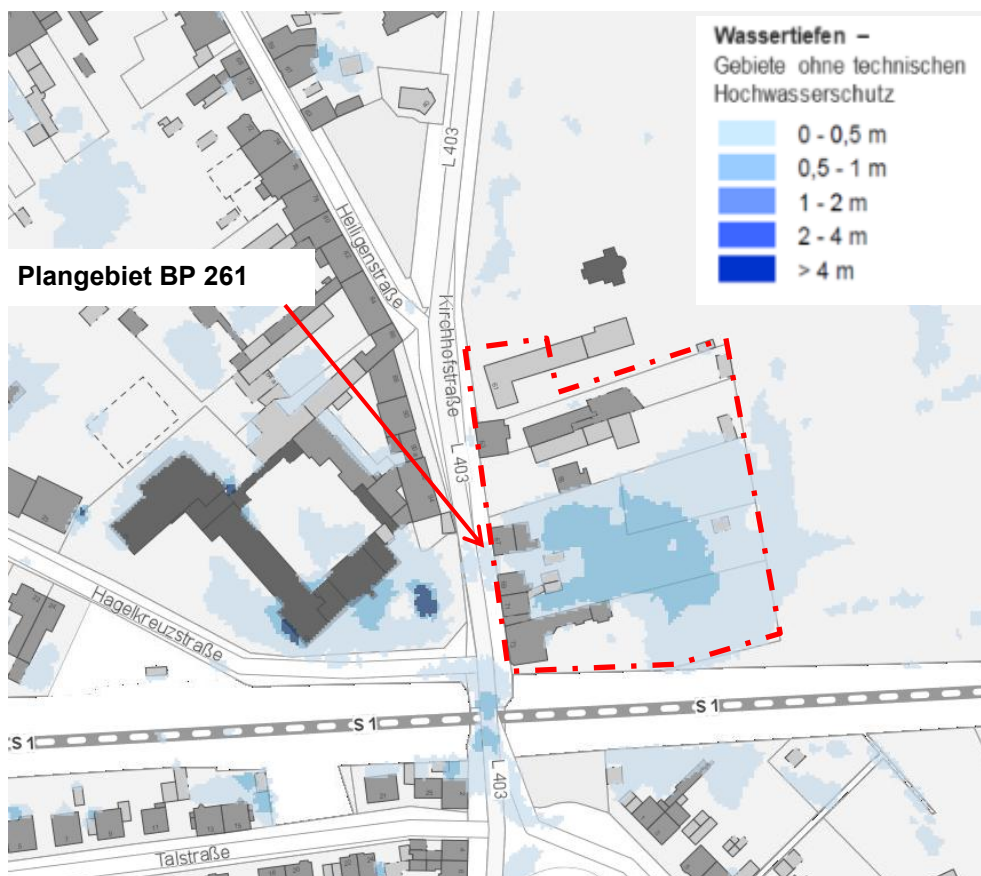 Wassertiefen –
Gebiete ohne technischen
Hochwasserschutz
0 - 0,5 m
0,5 - 1 m
1 - 2 m
2 - 4 m
> 4 m
L 403
Heiligenstraße
Plangebiet BP 261
Kirchhofstraße
L 403
Hagelkreuzstraße
S 1
S 1
S 1
L 403
Talstraße